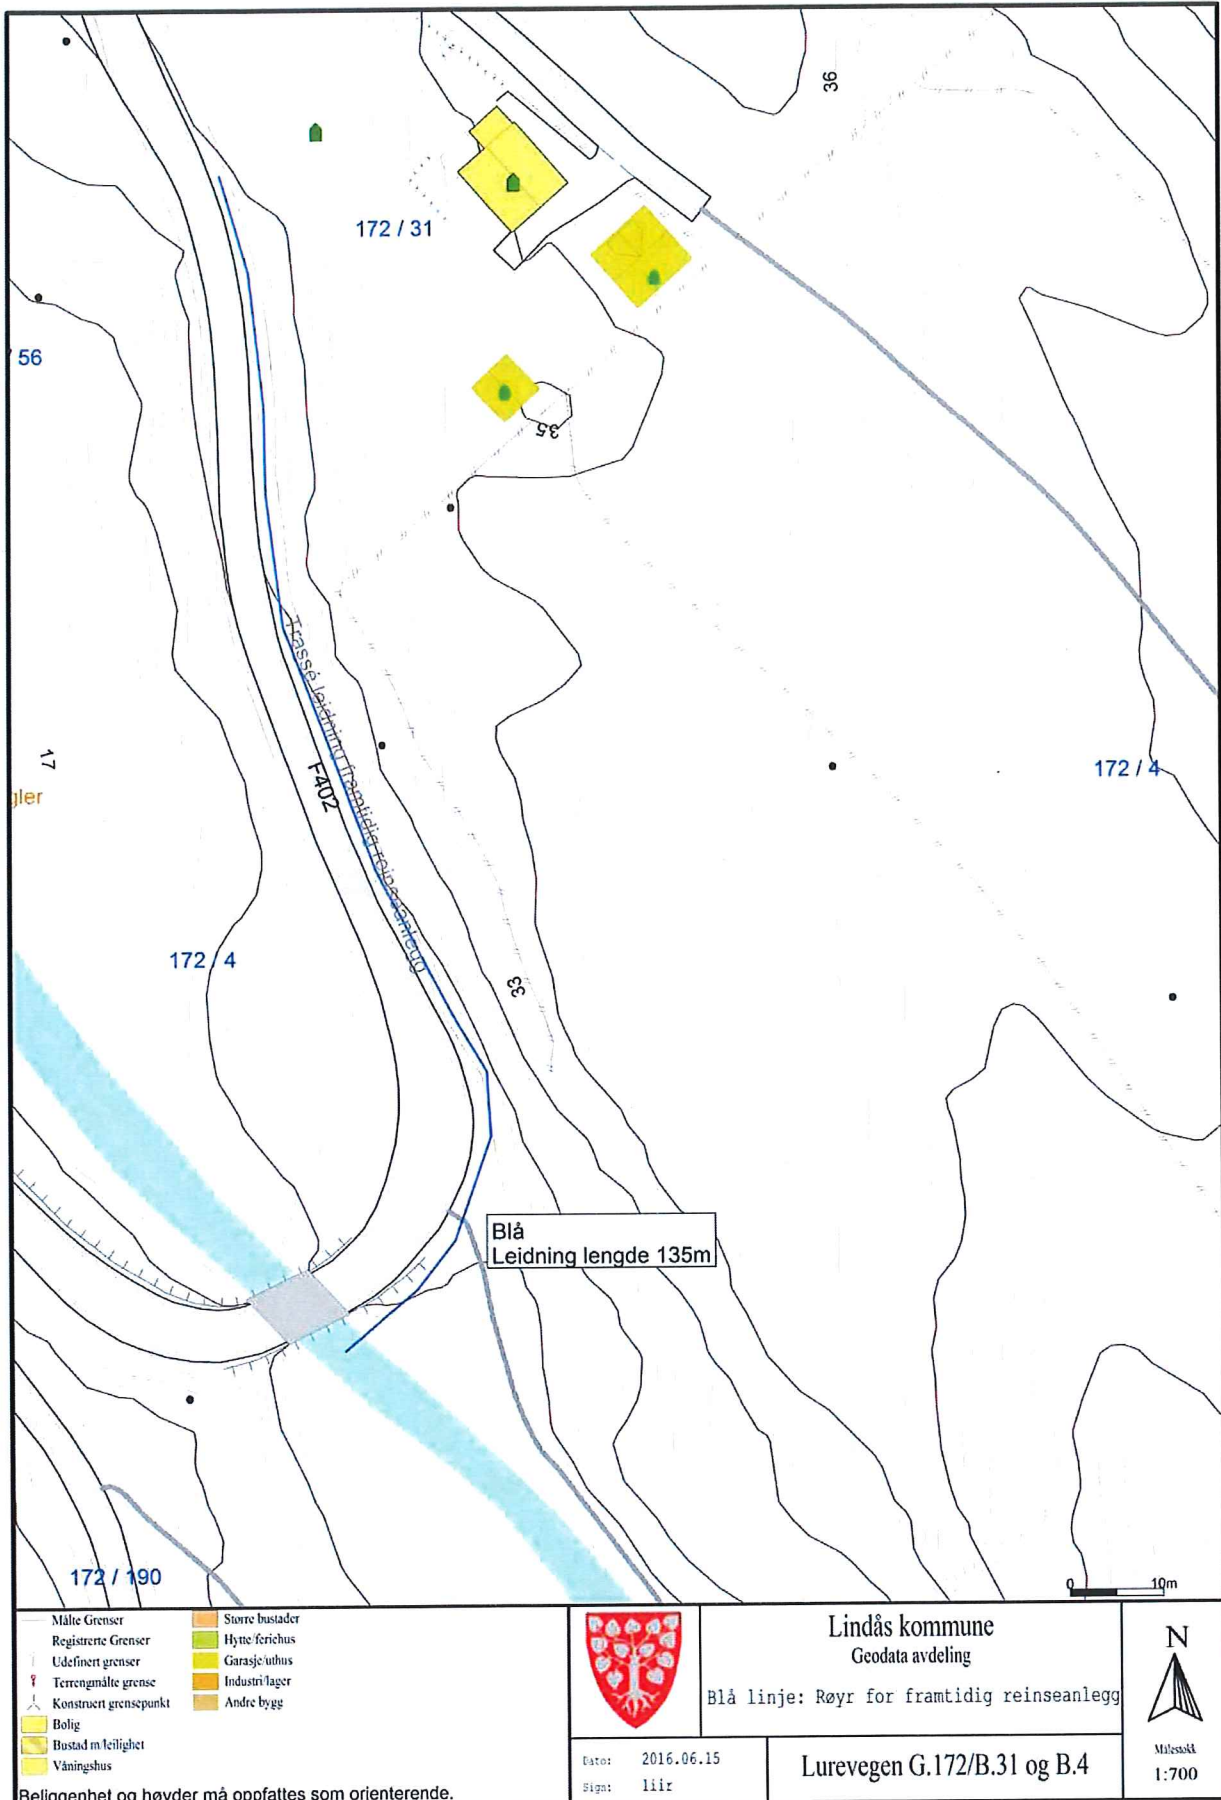 36
172 / 31
56
35
Trassé leidning framtidig reinseanlegg
F402
17
gler
172 / 4
172 / 4
33
Blå
Leidning lengde 135m
172 / 190
0 10m
Målte Grenser
Registrerte Grenser
Udefinert grenser
Terrengmålte grense
Konstruert grensepunkt
Bolig
Bustad m/leilighet
Våningshus
Større bustader
Hytte/feriehus
Garasje/uthus
Industri/lager
Andre bygg
Beliggenhet og høyder må oppfattes som orienterende.
Lindås kommune
Geodata avdeling
Blå linje: Røyr for framtidig reinseanlegg
Dato: 2016.06.15
Sign: liir
Lurevegen G.172/B.31 og B.4
N
Målestokk
1:700